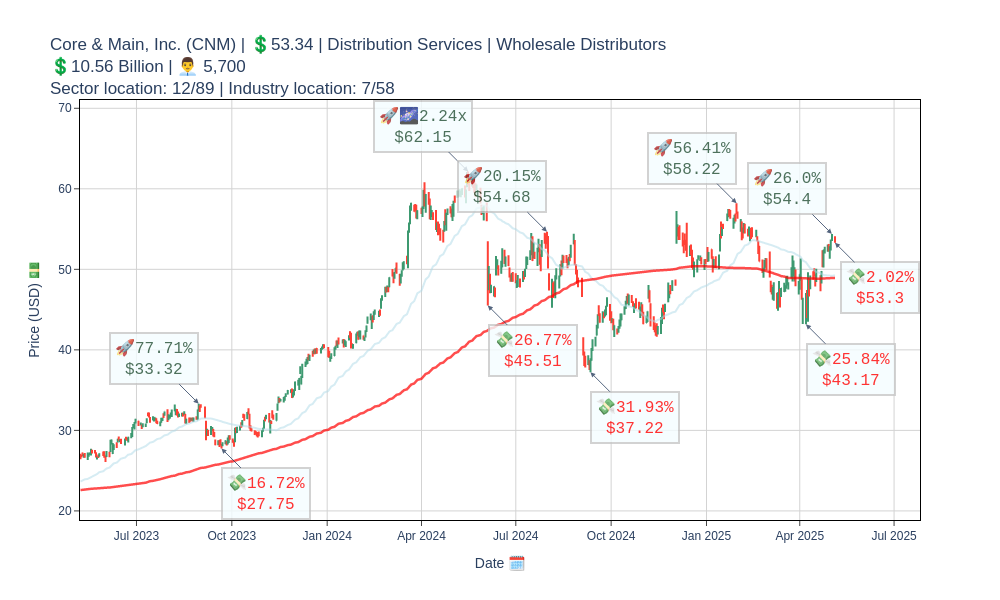 Core & Main, Inc. (CNM) | 💲53.34 | Distribution Services | Wholesale Distributors
💲10.56 Billion | 👨‍💼 5,700
Sector location: 12/89 | Industry location: 7/58
70
60
50
40
30
20
Price (USD) 💵
🚀77.71%
$33.32
💸16.72%
$27.75
🚀🌌2.24x
$62.15
🚀20.15%
$54.68
💸26.77%
$45.51
💸31.93%
$37.22
🚀56.41%
$58.22
🚀26.0%
$54.4
💸2.02%
$53.3
💸25.84%
$43.17
Jul 2023
Oct 2023
Jan 2024
Apr 2024
Jul 2024
Oct 2024
Jan 2025
Apr 2025
Jul 2025
Date 🗓️